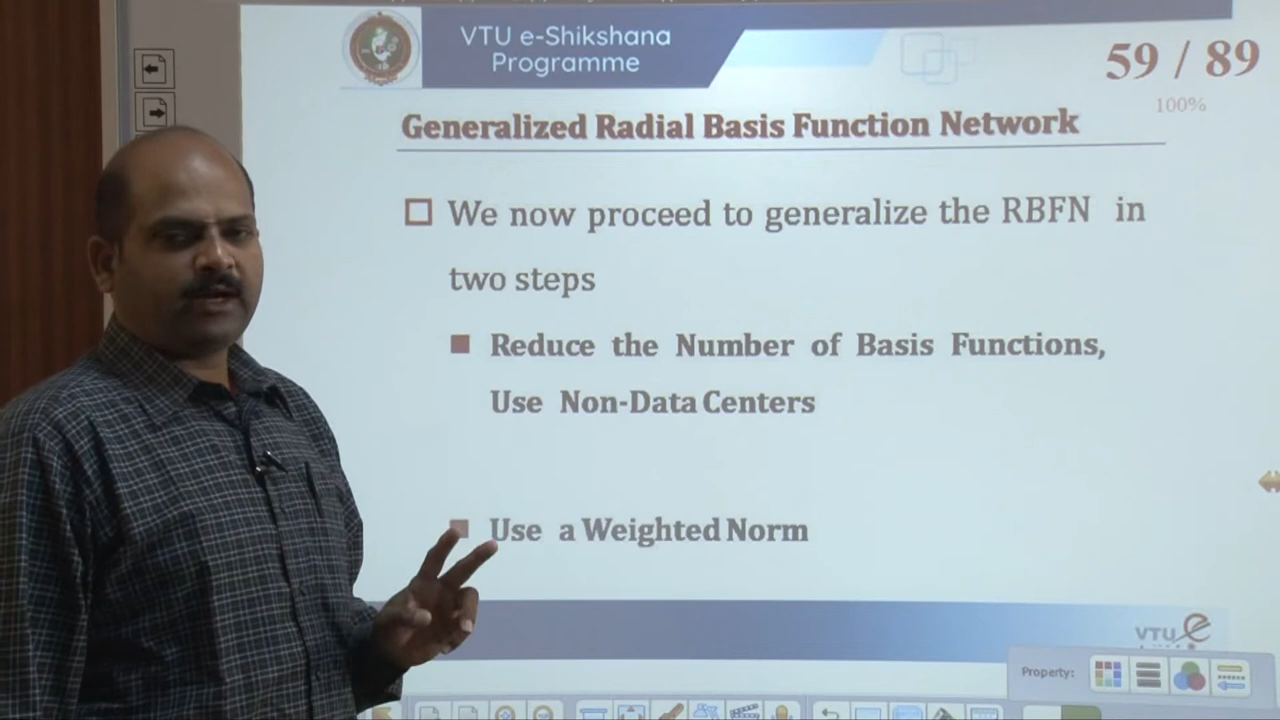 VTU e-Shikshana
Programme
59 / 89
100%
Generalized Radial Basis Function Network
We now proceed to generalize the RBFN in
two steps
Reduce the Number of Basis Functions,
Use Non-Data Centers
Use a Weighted Norm
VTU e
Property: